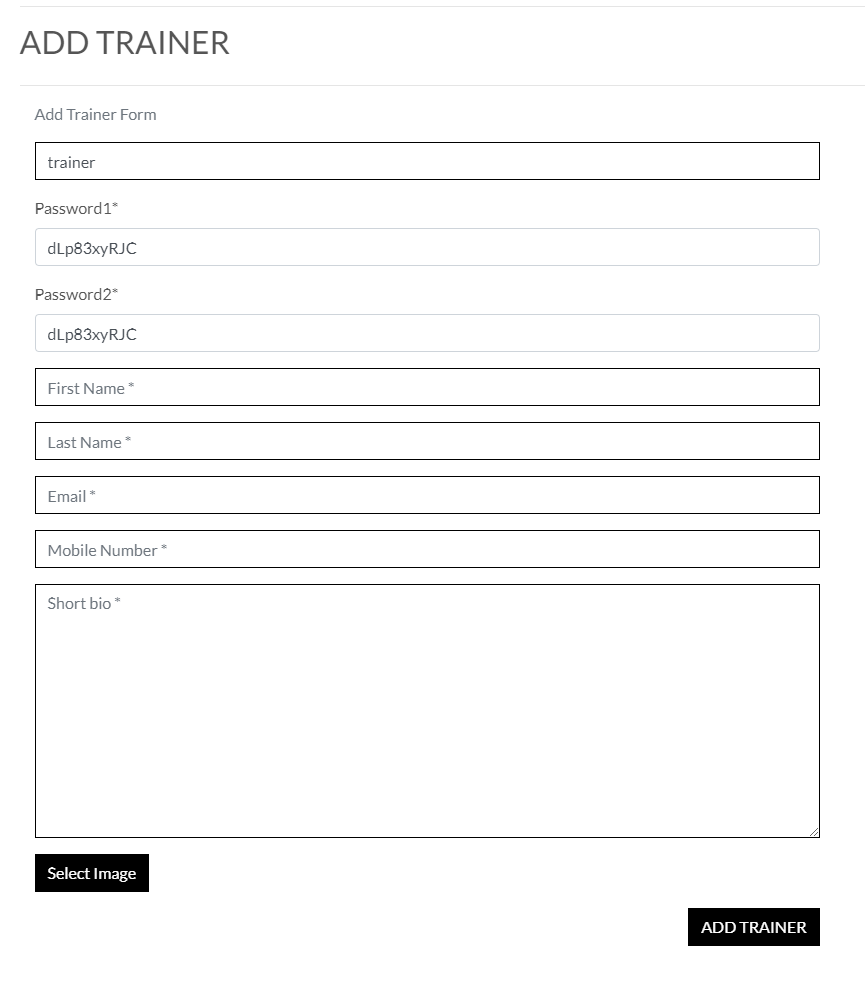 ADD TRAINER
Add Trainer Form
trainer
Password1*
dLp83xyRJC
Password2*
dLp83xyRJC
First Name *
Last Name *
Email *
Mobile Number *
Short bio *
Select Image
ADD TRAINER